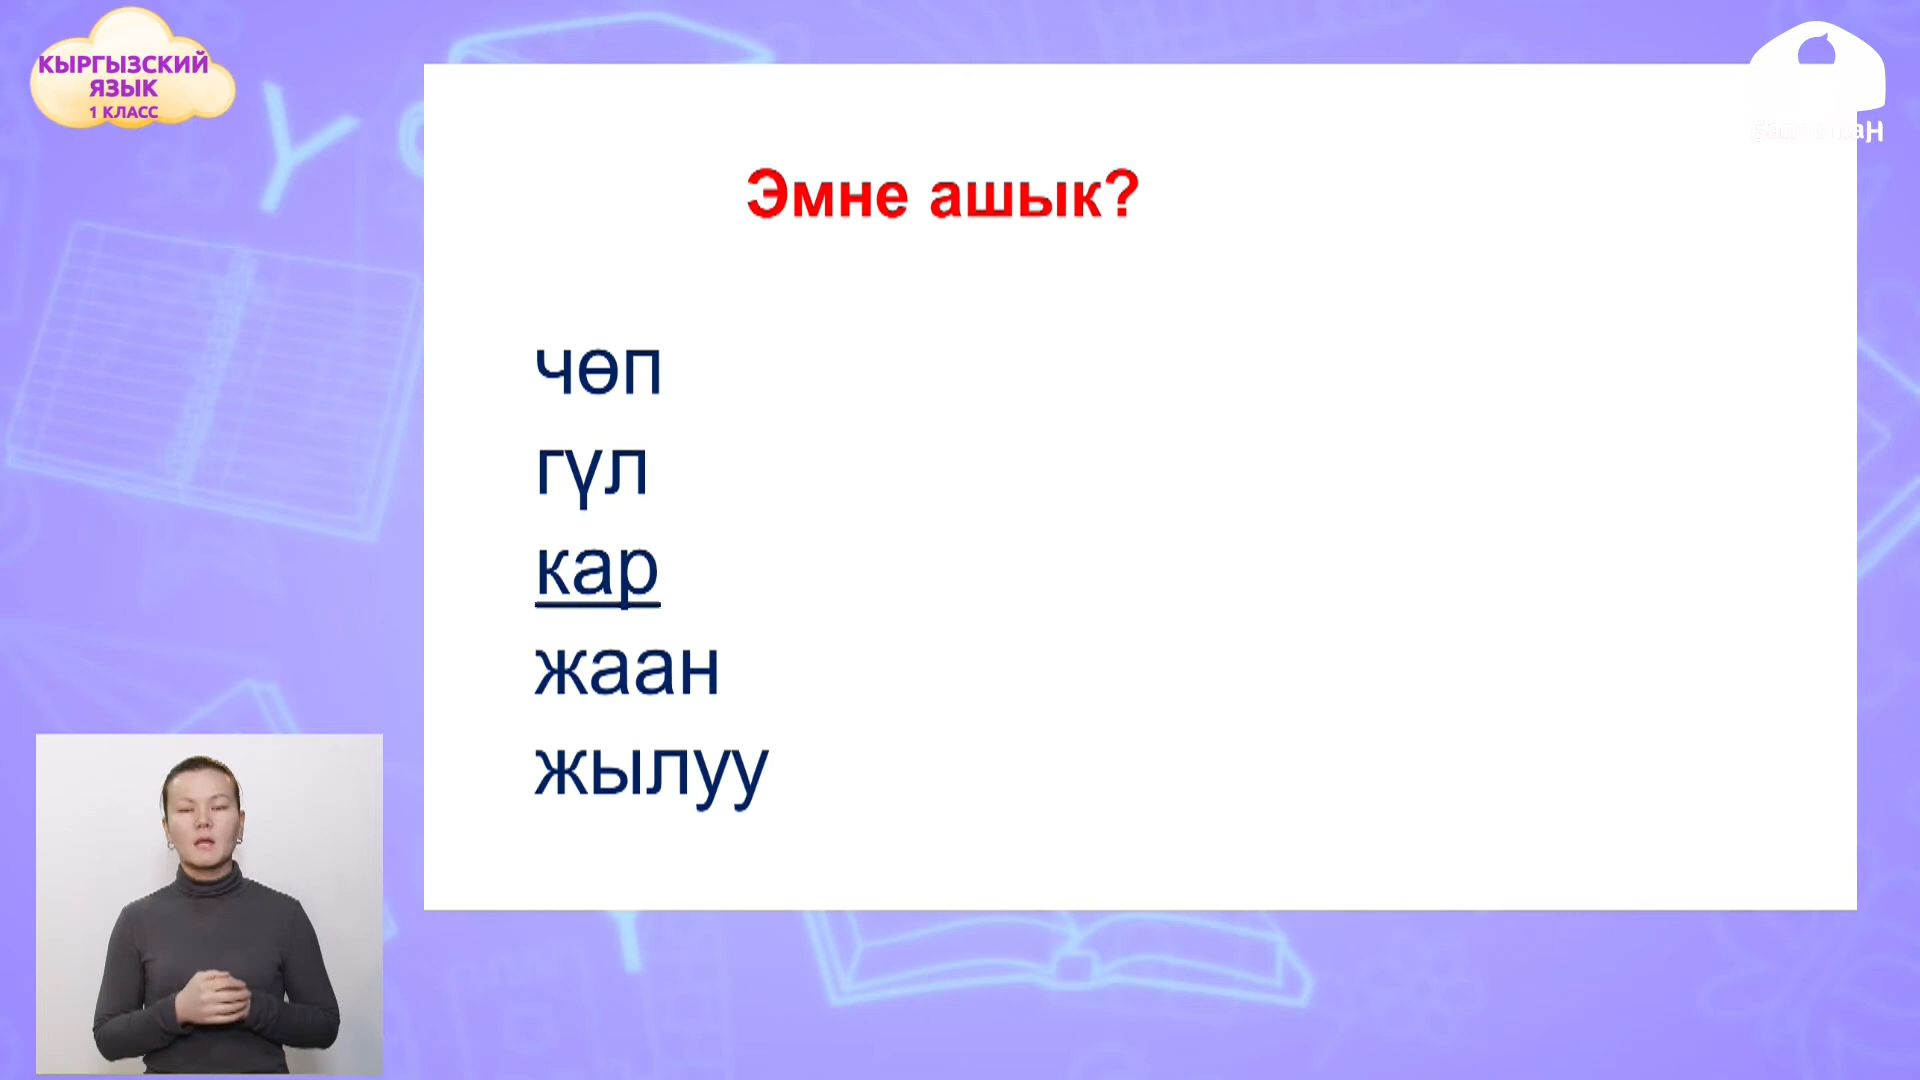 КЫРГЫЗСКИЙ
ЯЗЫК
1 КЛАСС
Эмне ашык?
чөп
гүл
кар
жаан
жылуу